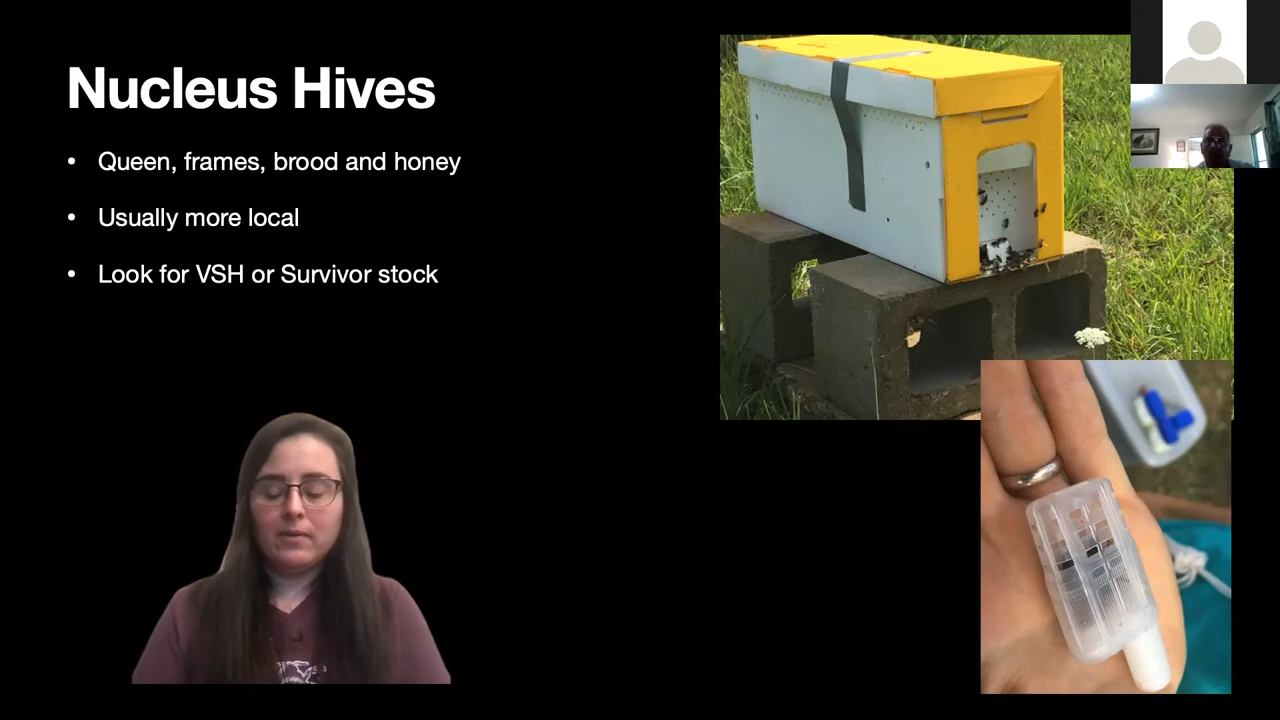 Nucleus Hives
• Queen, frames, brood and honey
• Usually more local
• Look for VSH or Survivor stock